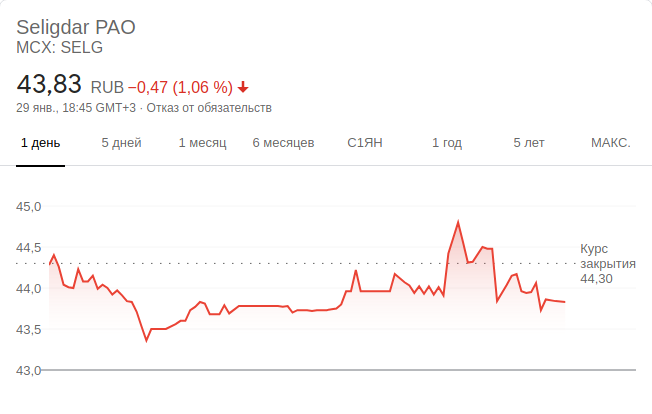 Seligdar PAO
MCX: SELG
43,83 RUB −0,47 (1,06 %)
29 янв., 18:45 GMT+3 · Отказ от обязательств
1 день 5 дней 1 месяц 6 месяцев С1ЯН 1 год 5 лет МАКС.
45,0
44,5
44,0
43,5
43,0
Курс
закрытия
44,30